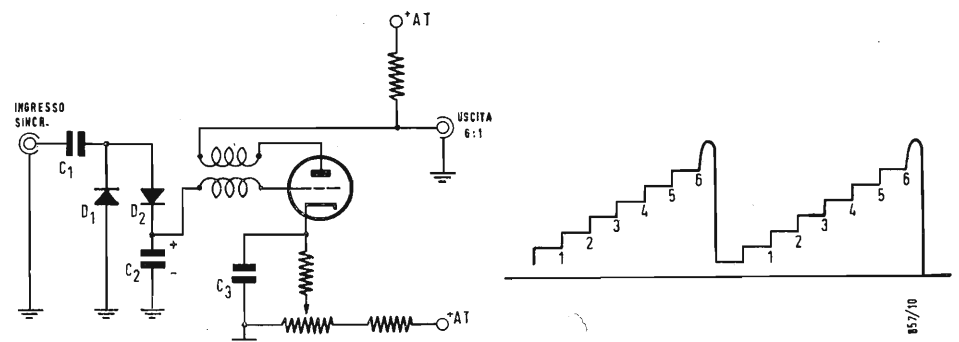 +AT
INGRESSO
SINCR.
C1
D1
D2
+
-
C2
USCITA
6:1
C3
+AT
1
2
3
4
5
6
1
2
3
4
5
6
857/10